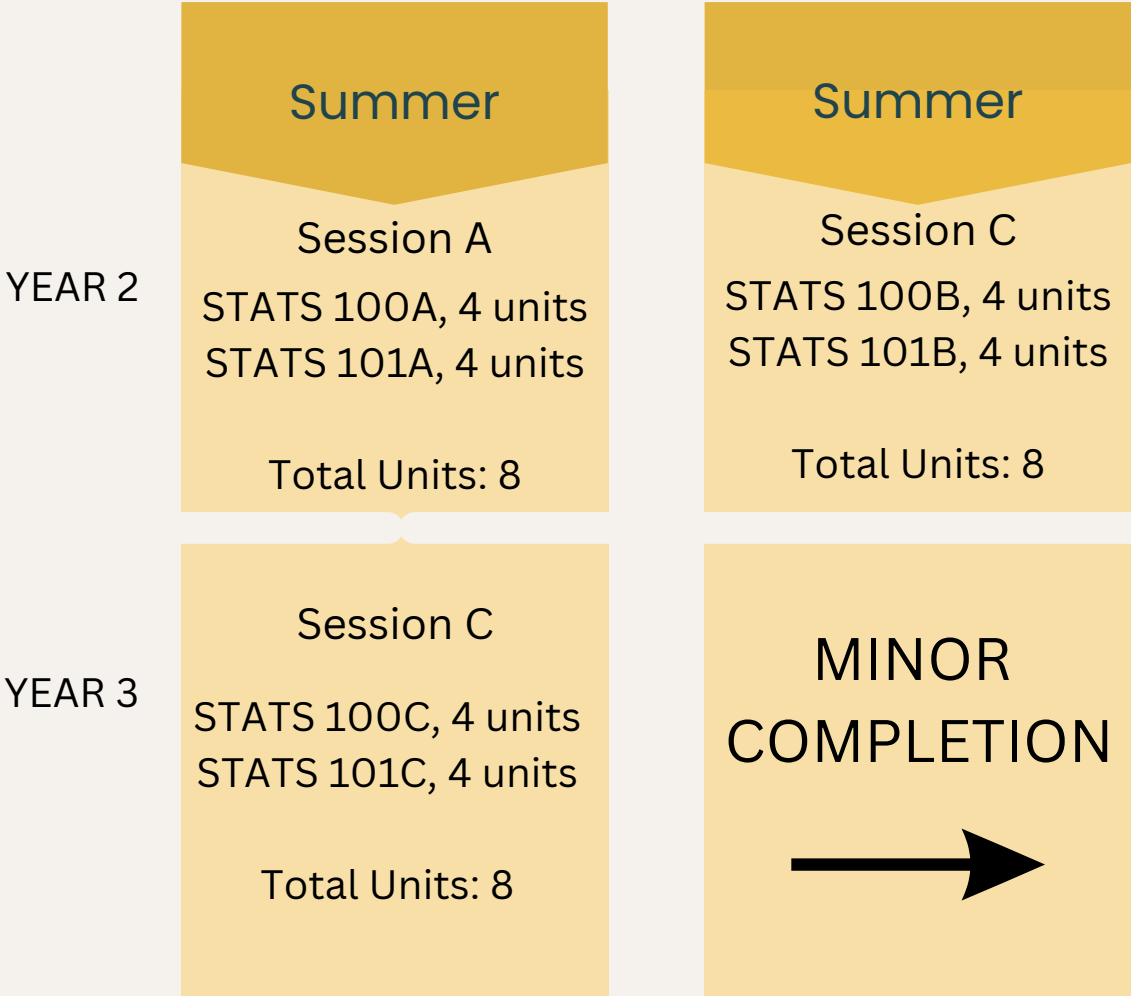 Summer
Session A
YEAR 2
STATS 100A, 4 units
STATS 101A, 4 units
Total Units: 8
Summer
Session C
STATS 100B, 4 units
STATS 101B, 4 units
Total Units: 8
YEAR 3
Session C
STATS 100C, 4 units
STATS 101C, 4 units
Total Units: 8
MINOR
COMPLETION